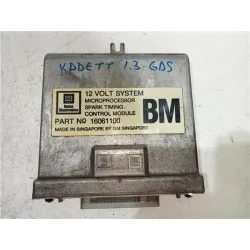 KADETT 1.3 GAS
12 VOLT SYSTEM
MICROPROCESSOR
SPARK TIMING
CONTROL MODULE
BM
PART Nº 16061100
MADE IN SINGAPORE BY GM SINGAPORE